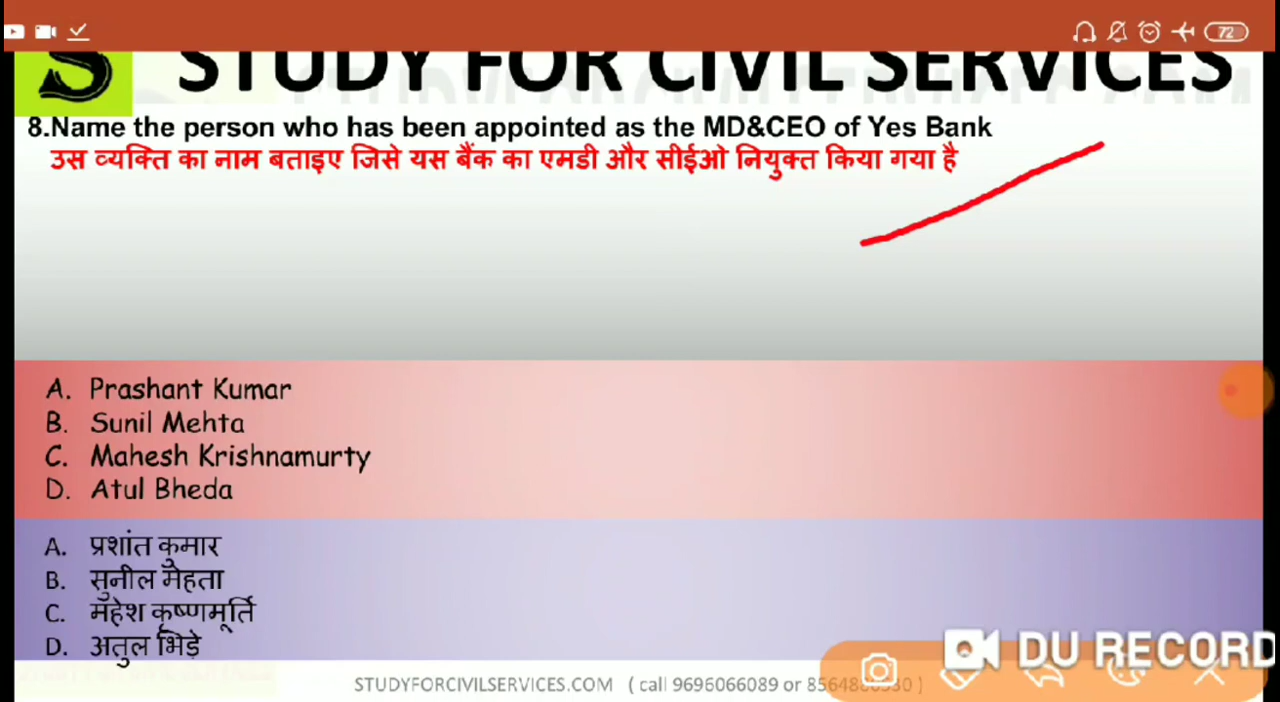 72
S STUDY FOR CIVIL SERVICES
8.Name the person who has been appointed as the MD&CEO of Yes Bank
उस व्यक्ति का नाम बताइए जिसे यस बैंक का एमडी और सीईओ नियुक्त किया गया है
A. Prashant Kumar
B. Sunil Mehta
C. Mahesh Krishnamurty
D. Atul Bheda
A. प्रशांत कुमार
B. सुनील मेहता
C. महेश कृष्णमूर्ति
D. अतुल भिड़े
DU RECORD
STUDYFORCIVILSERVICES.COM ( call 9696066089 or )